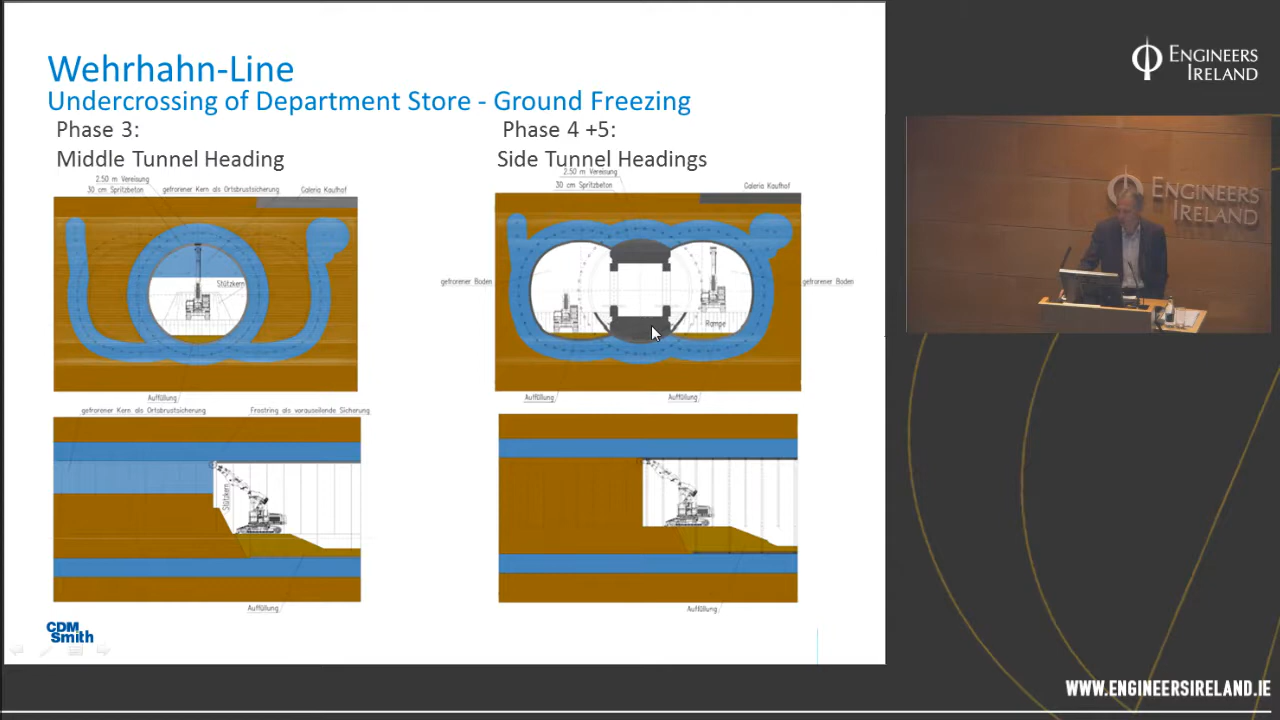 Wehrhahn-Line
Undercrossing of Department Store - Ground Freezing
Phase 3:
Middle Tunnel Heading
2.50 m Vereisung
30 cm Spritzbeton
gefrorener Kern als Ortsbrustsicherung
Galeria Kaufhof
Stützkern
Auffüllung
gefrorener Kern als Ortsbrustsicherung
Frostring als vorauseilende Sicherung
Stützkern
Auffüllung
Phase 4 +5:
Side Tunnel Headings
2.50 m Vereisung
30 cm Spritzbeton
Galeria Kaufhof
gefrorener Boden
gefrorener Boden
Rampe
Auffüllung
Auffüllung
Auffüllung
CDM
Smith
ENGINEERS
IRELAND
ENGINEERS
IRELAND
WWW.ENGINEERSIRELAND.IE